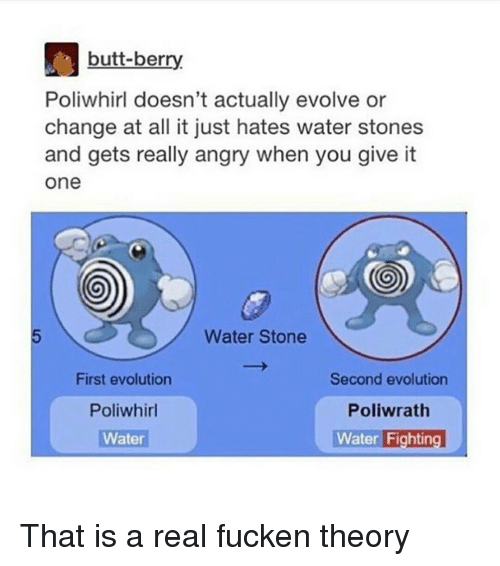 butt-berry
Poliwhirl doesn't actually evolve or
change at all it just hates water stones
and gets really angry when you give it
one
5
Water Stone
→
First evolution
Second evolution
Poliwhirl
Poliwrath
Water
Water Fighting
That is a real fucken theory